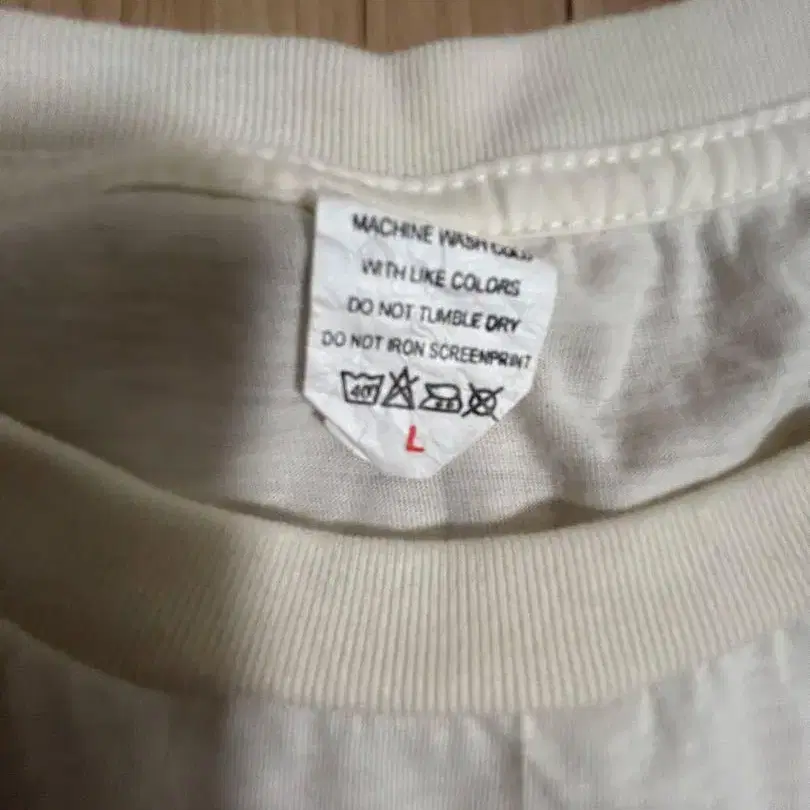 MACHINE WASH COLD
WITH LIKE COLORS
DO NOT TUMBLE DRY
DO NOT IRON SCREENPRINT
40
L